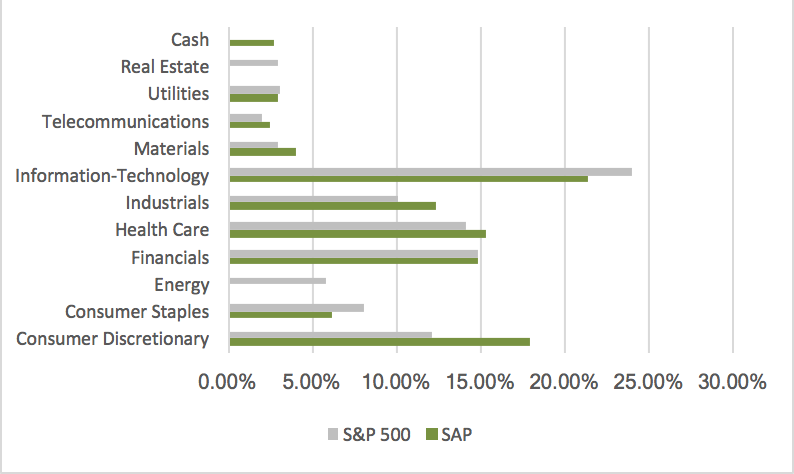 Cash
Real Estate
Utilities
Telecommunications
Materials
Information-Technology
Industrials
Health Care
Financials
Energy
Consumer Staples
Consumer Discretionary
0.00% 5.00% 10.00% 15.00% 20.00% 25.00% 30.00%
S&P 500 SAP